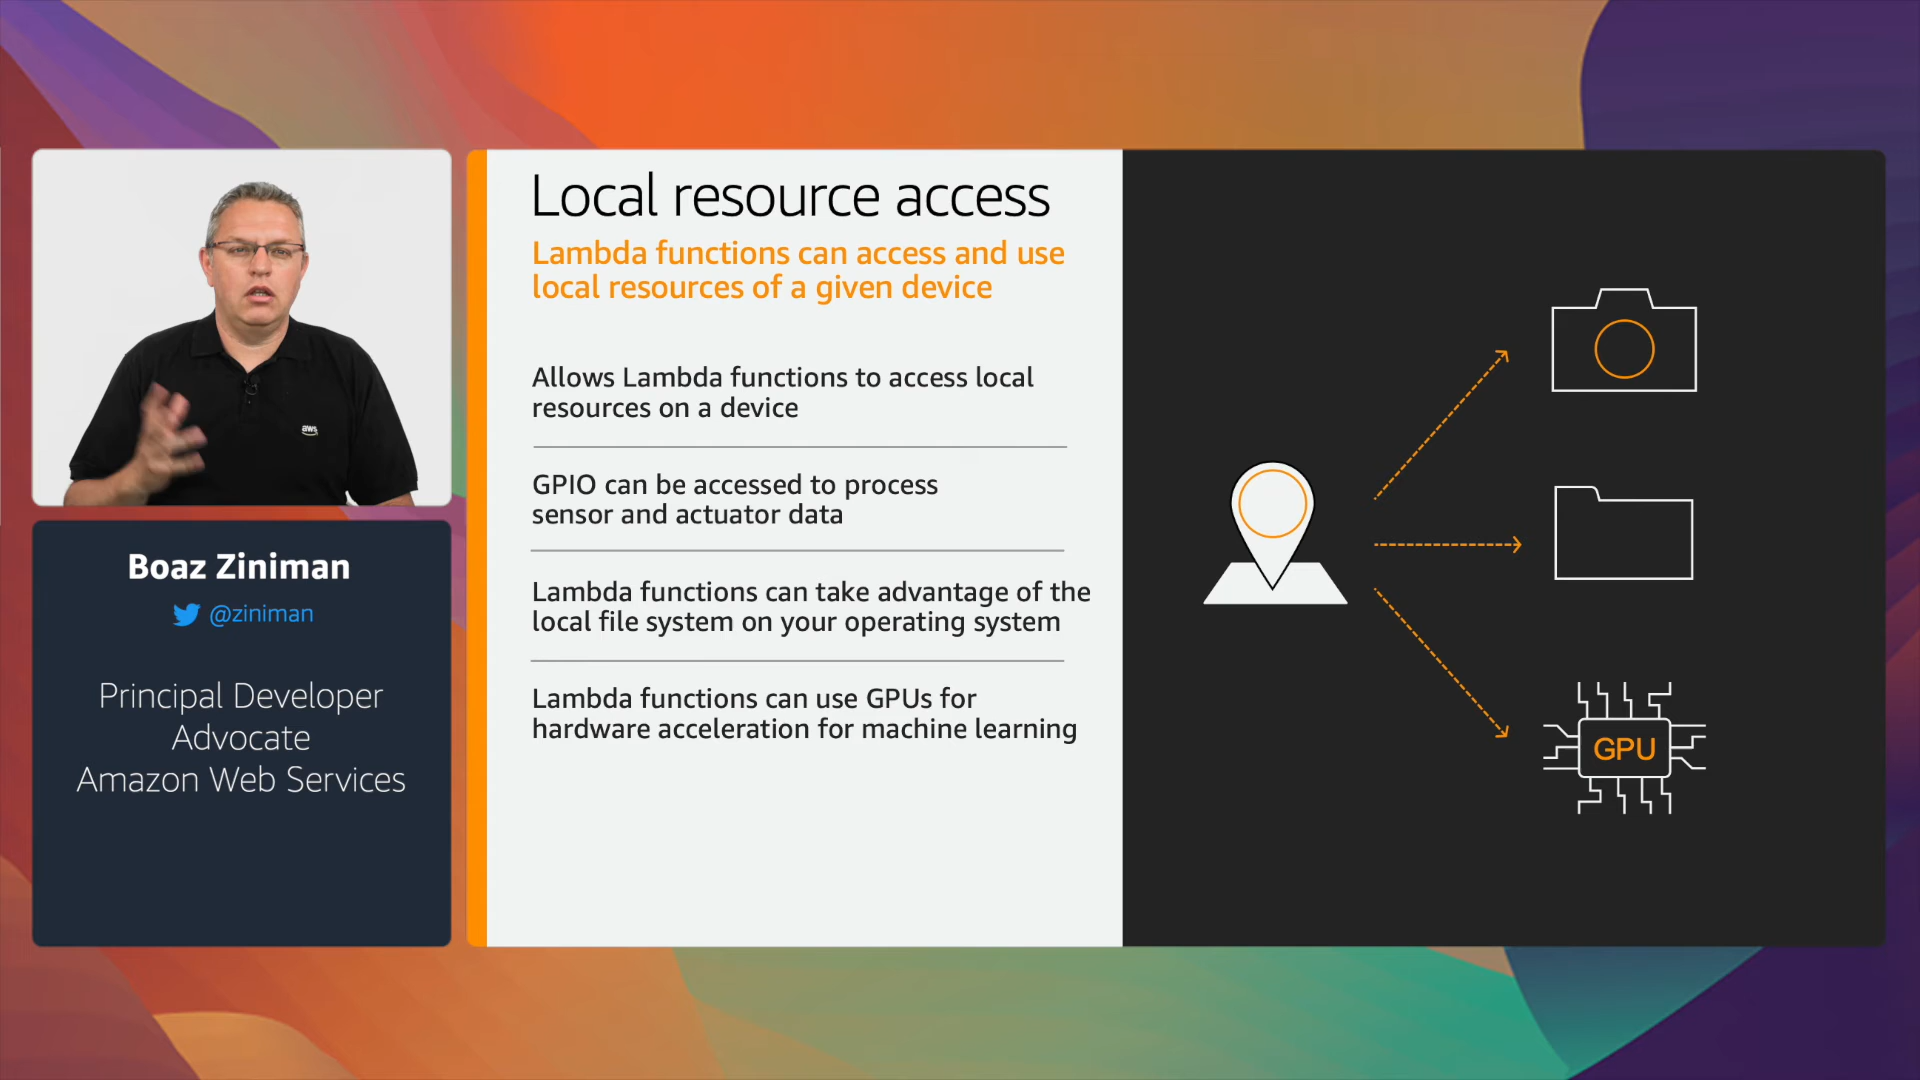 Local resource access
Lambda functions can access and use
local resources of a given device
Allows Lambda functions to access local
resources on a device
GPIO can be accessed to process
sensor and actuator data
Lambda functions can take advantage of the
local file system on your operating system
Lambda functions can use GPUs for
hardware acceleration for machine learning
GPU
aws
Boaz Ziniman
@ziniman
Principal Developer
Advocate
Amazon Web Services